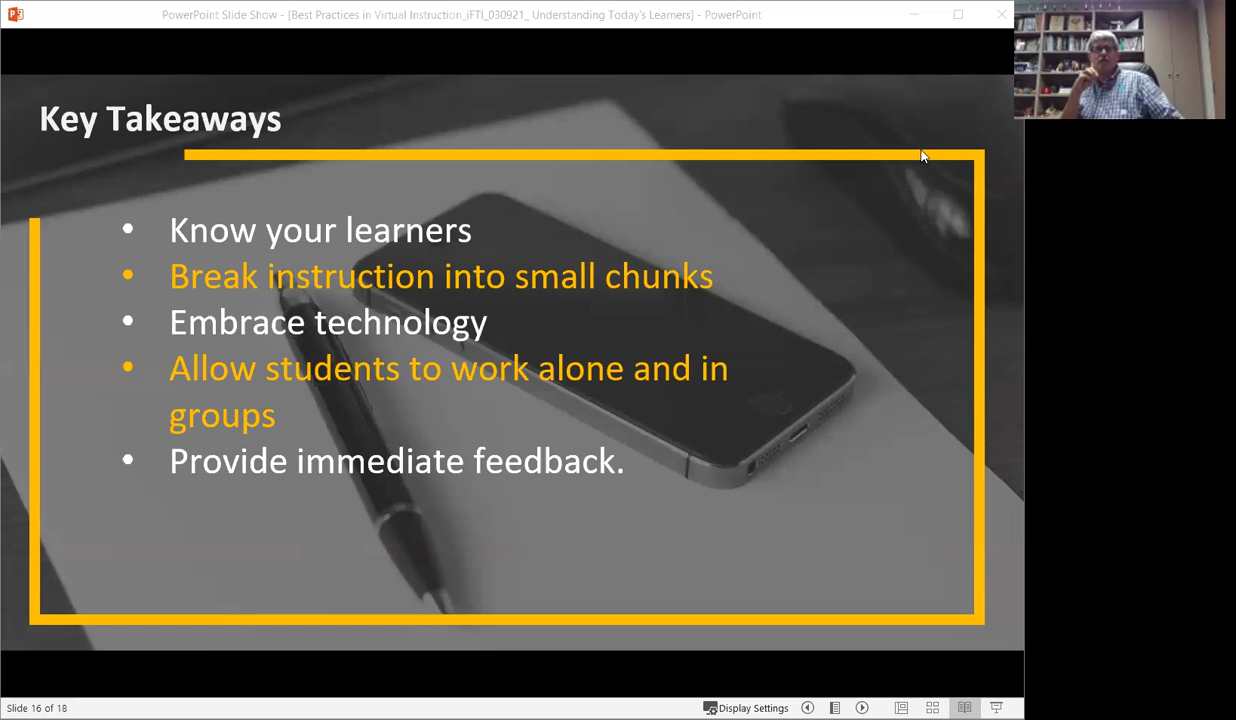 PowerPoint Slide Show - [Best Practices in Virtual Instruction_iFTI_030921_ Understanding Today's Learners] - PowerPoint
Key Takeaways
• Know your learners
• Break instruction into small chunks
• Embrace technology
• Allow students to work alone and in
groups
• Provide immediate feedback.
Slide 16 of 18
Display Settings